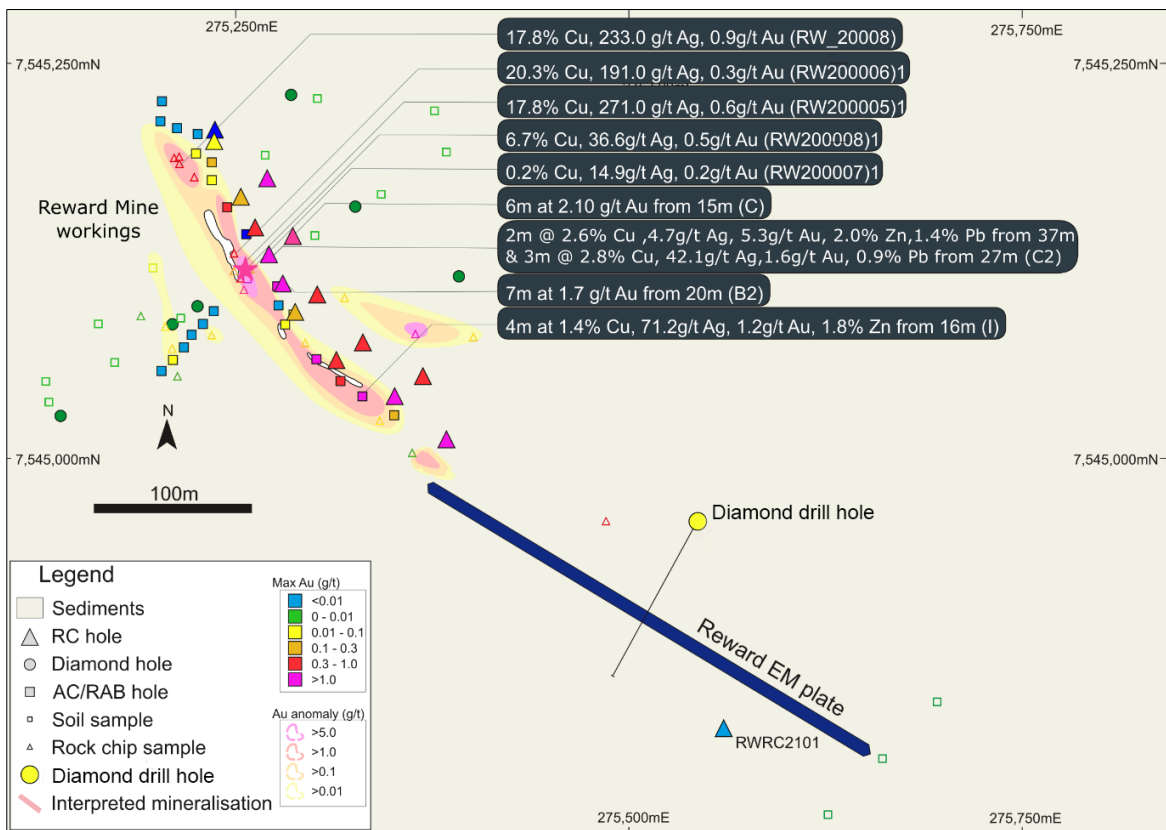 275,250mE
275,750mE
7,545,250mN
7,545,250mN
17.8% Cu, 233.0 g/t Ag, 0.9g/t Au (RW_20008)
20.3% Cu, 191.0 g/t Ag, 0.3g/t Au (RW200006)1
17.8% Cu, 271.0 g/t Ag, 0.6g/t Au (RW200005)1
6.7% Cu, 36.6g/t Ag, 0.5g/t Au (RW200008)1
0.2% Cu, 14.9g/t Ag, 0.2g/t Au (RW200007)1
6m at 2.10 g/t Au from 15m (C)
2m @ 2.6% Cu ,4.7g/t Ag, 5.3g/t Au, 2.0% Zn,1.4% Pb from 37m
& 3m @ 2.8% Cu, 42.1g/t Ag,1.6g/t Au, 0.9% Pb from 27m (C2)
7m at 1.7 g/t Au from 20m (B2)
4m at 1.4% Cu, 71.2g/t Ag, 1.2g/t Au, 1.8% Zn from 16m (I)
Reward Mine
workings
N
7,545,000mN
7,545,000mN
100m
Diamond drill hole
Reward EM plate
RWRC2101
Legend
Sediments
RC hole
Diamond hole
AC/RAB hole
Soil sample
Rock chip sample
Diamond drill hole
Interpreted mineralisation
Max Au (g/t)
<0.01
0 - 0.01
0.01 - 0.1
0.1 - 0.3
0.3 - 1.0
>1.0
Au anomaly (g/t)
>5.0
>1.0
>0.1
>0.01
275,500mE
275,750mE